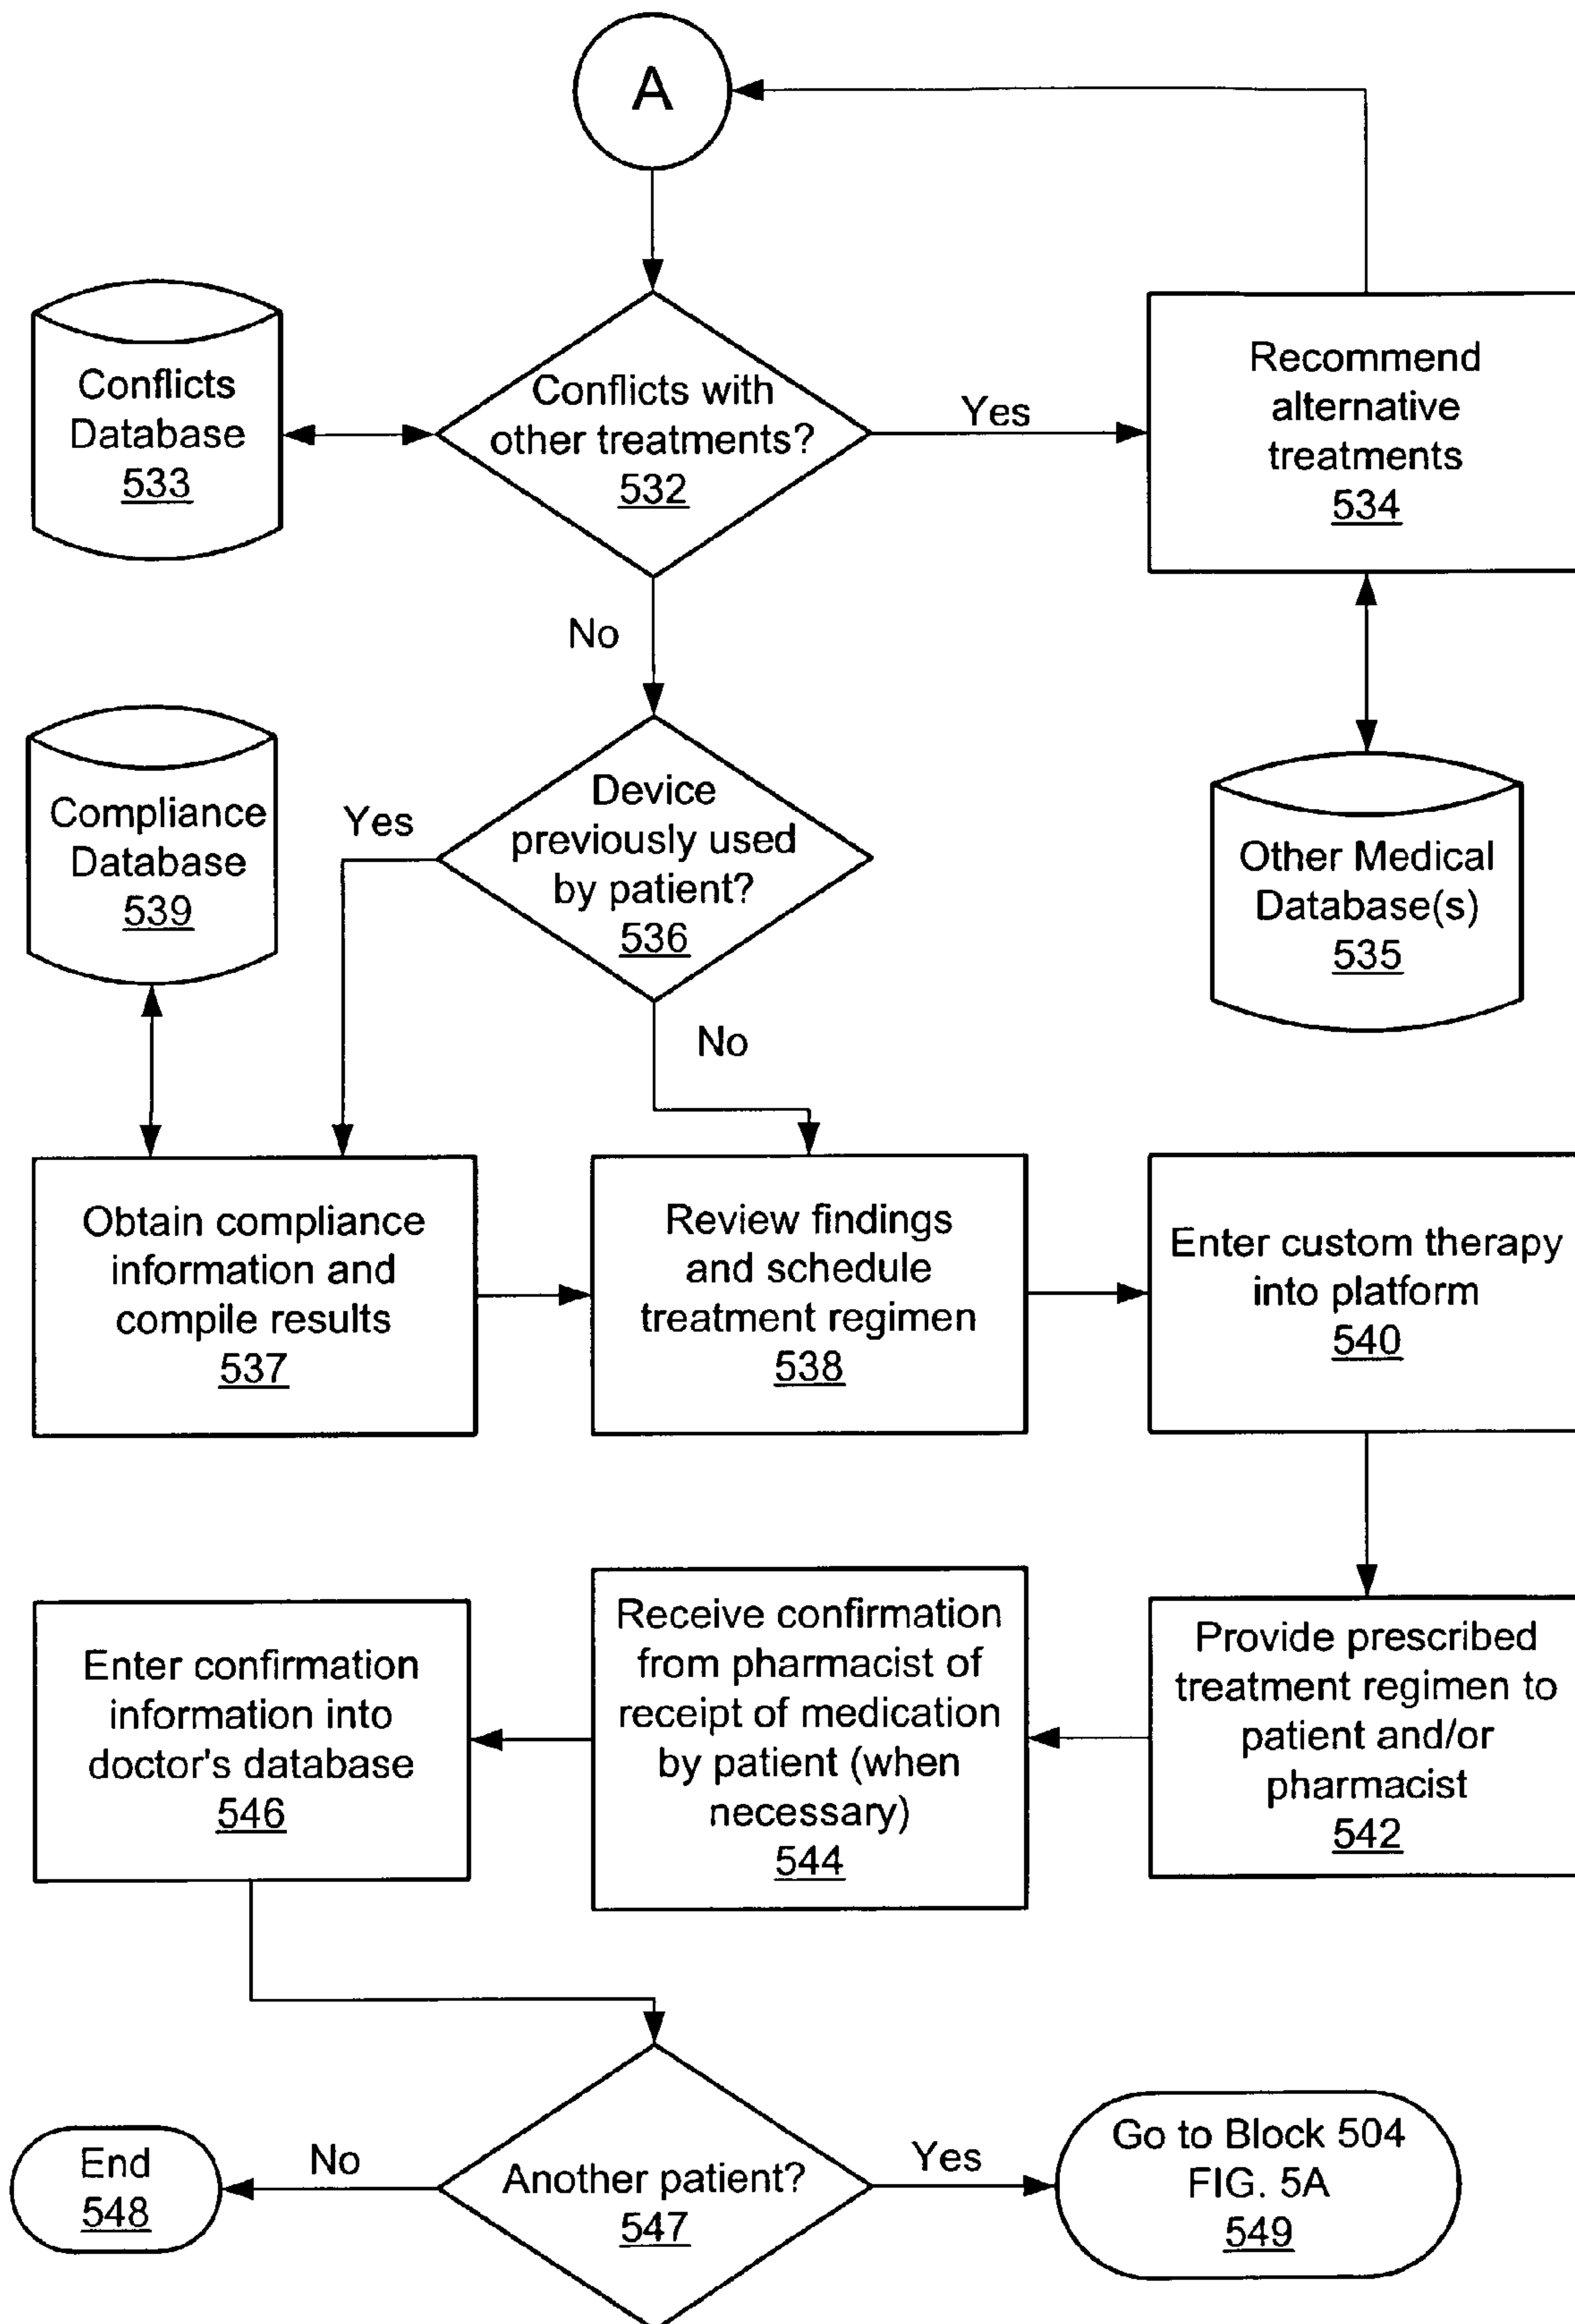 A
Conflicts
Database
533
Conflicts with
other treatments?
532
Yes
Recommend
alternative
treatments
534
No
Compliance
Database
539
Yes
Device
previously used
by patient?
536
Other Medical
Database(s)
535
No
Obtain compliance
information and
compile results
537
Review findings
and schedule
treatment regimen
538
Enter custom therapy
into platform
540
Enter confirmation
information into
doctor's database
546
Receive confirmation
from pharmacist of
receipt of medication
by patient (when
necessary)
544
Provide prescribed
treatment regimen to
patient and/or
pharmacist
542
End
548
No
Another patient?
547
Yes
Go to Block 504
FIG. 5A
549